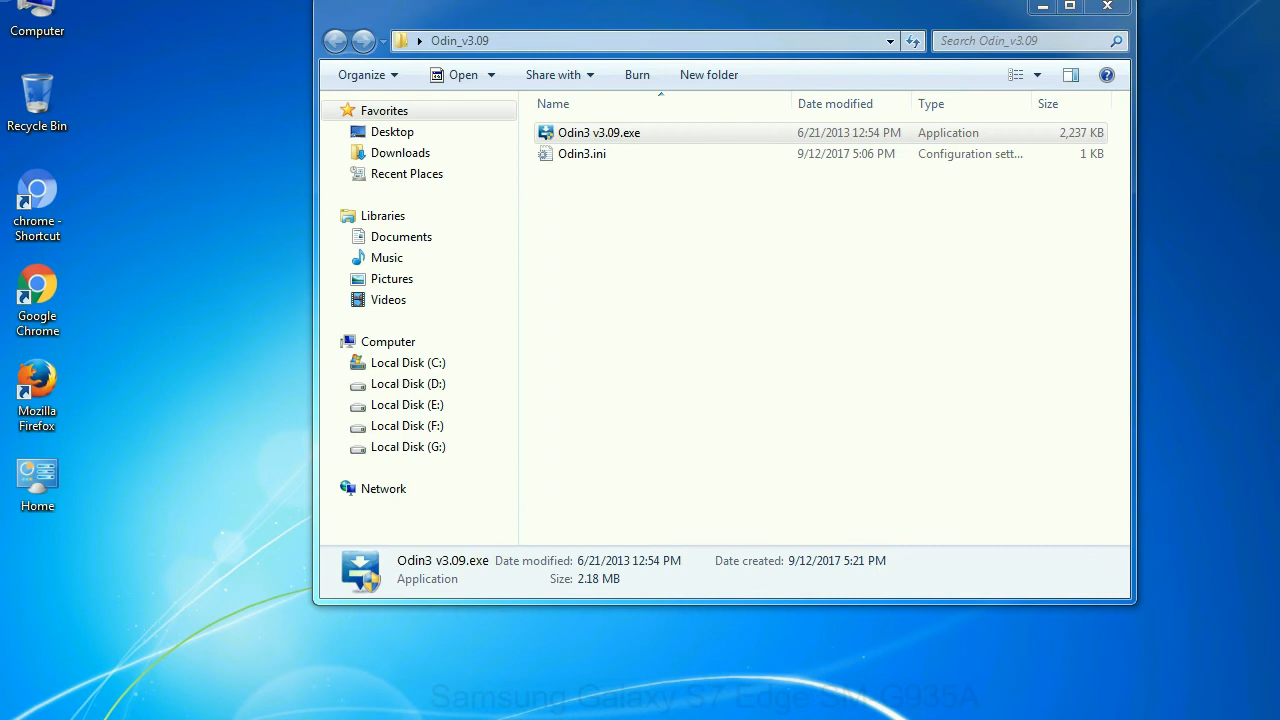 Computer
Recycle Bin
chrome -
Shortcut
Google
Chrome
Mozilla
Firefox
Home
Odin_v3.09
Search Odin_v3.09
Organize
Open
Share with
Burn
New folder
Favorites
Desktop
Downloads
Recent Places
Libraries
Documents
Music
Pictures
Videos
Computer
Local Disk (C:)
Local Disk (D:)
Local Disk (E:)
Local Disk (F:)
Local Disk (G:)
Network
Name Date modified Type Size
Odin3 v3.09.exe 6/21/2013 12:54 PM Application 2,237 KB
Odin3.ini 9/12/2017 5:06 PM Configuration sett... 1 KB
Odin3 v3.09.exe Date modified: 6/21/2013 12:54 PM Date created: 9/12/2017 5:21 PM
Application Size: 2.18 MB
Samsung Galaxy S7 Edge SM-G935A